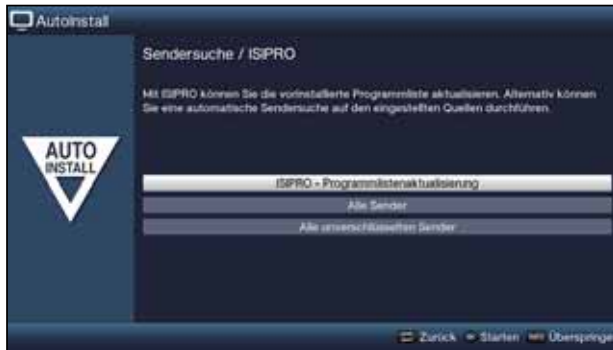 AutoInstall
Sendersuche / ISIPRO
Mit ISIPRO können Sie die vorinstallierte Programmliste aktualisieren. Alternativ können
Sie eine automatische Sendersuche auf den eingestellten Quellen durchführen.
AUTO
INSTALL
ISIPRO - Programmlistenaktualisierung
Alle Sender
Alle unverschlüsselten Sender
Zurück Starten Überspringe